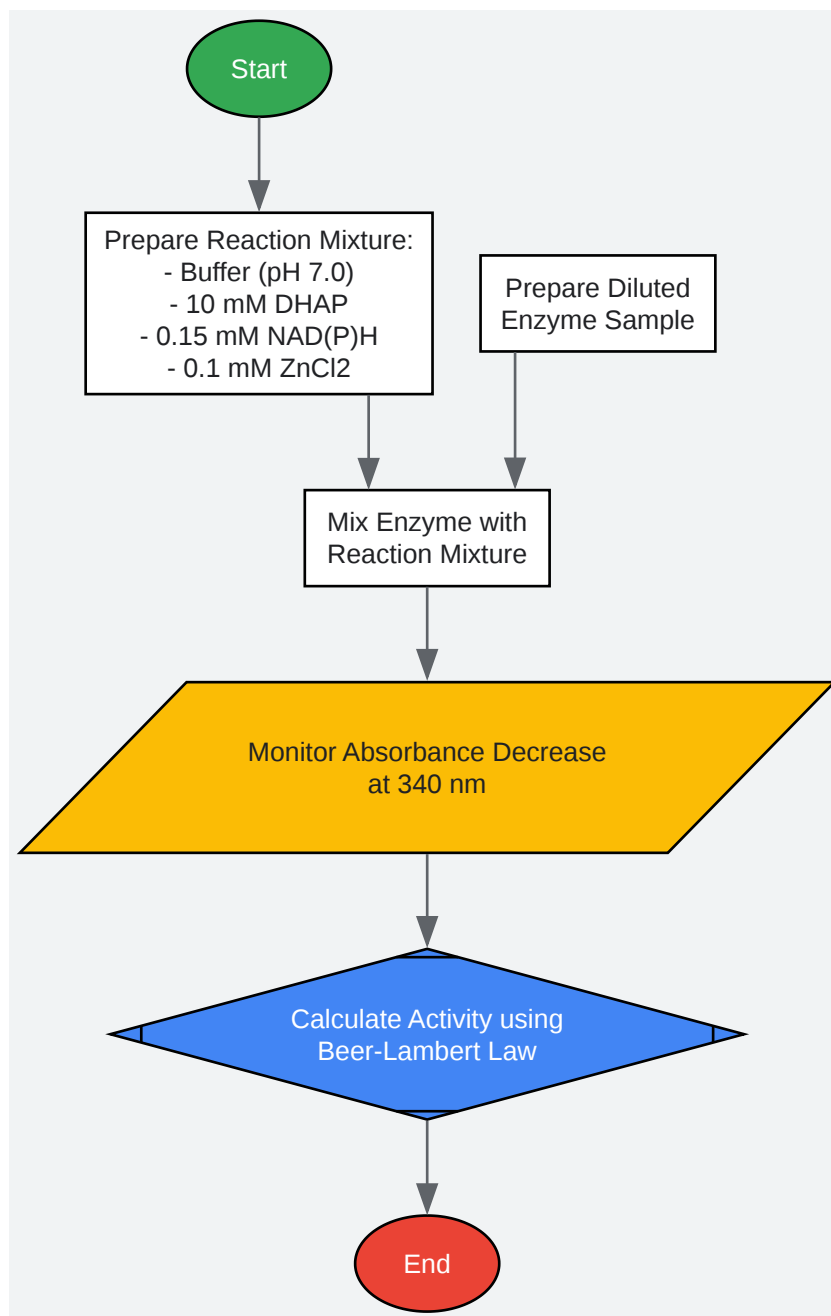 Start
Prepare Reaction Mixture:
- Buffer (pH 7.0)
- 10 mM DHAP
- 0.15 mM NAD(P)H
- 0.1 mM ZnCl2
Prepare Diluted
Enzyme Sample
Mix Enzyme with
Reaction Mixture
Monitor Absorbance Decrease
at 340 nm
Calculate Activity using
Beer-Lambert Law
End